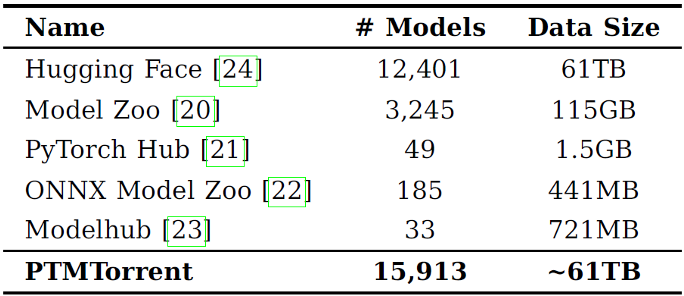 Name # Models Data Size
Hugging Face [24] 12,401 61TB
Model Zoo [20] 3,245 115GB
PyTorch Hub [21] 49 1.5GB
ONNX Model Zoo [22] 185 441MB
Modelhub [23] 33 721MB
PTMTorrent 15,913 ~61TB